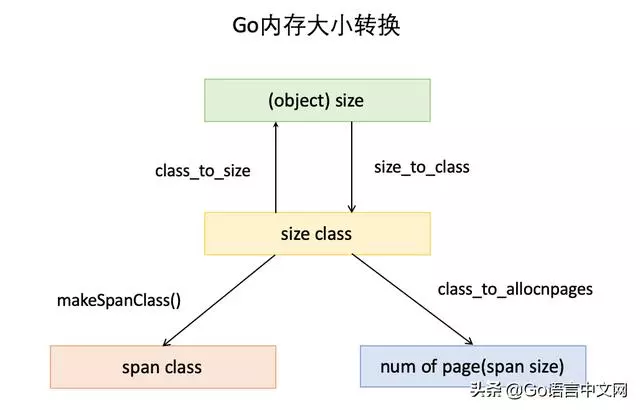 Go内存大小转换
(object) size
class_to_size
size_to_class
size class
makeSpanClass()
class_to_allocnpages
span class
num of page(span size)
头条 @Go语言中文网